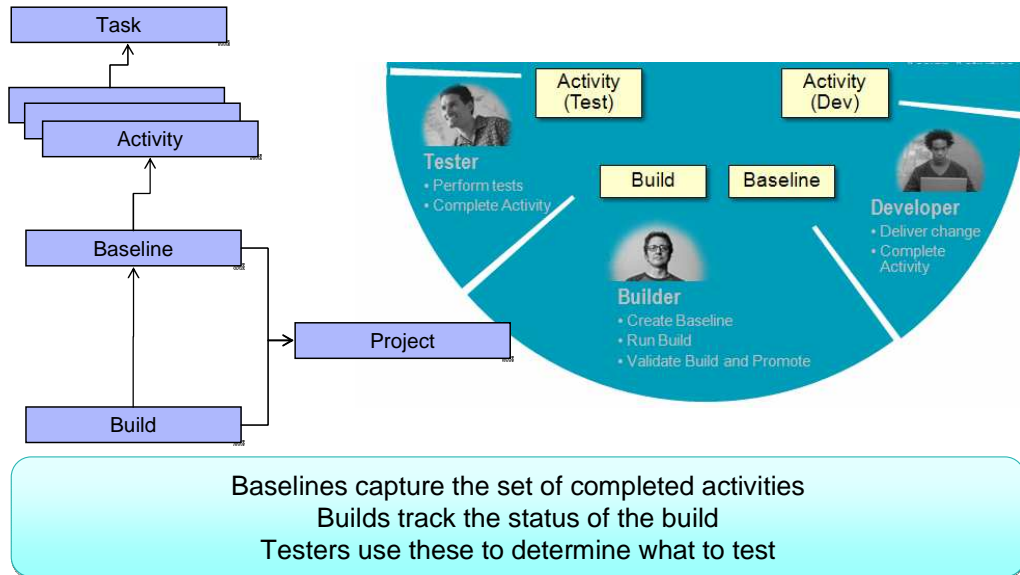 Task
Activity
Baseline
Project
Build
Activity
(Test)
Activity
(Dev)
Tester
• Perform tests
• Complete Activity
Build
Baseline
Developer
• Deliver change
• Complete
Activity
Builder
• Create Baseline
• Run Build
• Validate Build and Promote
Baselines capture the set of completed activities
Builds track the status of the build
Testers use these to determine what to test